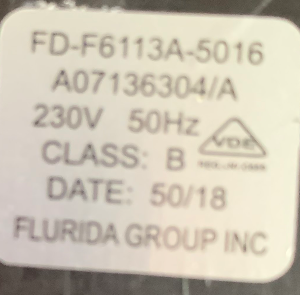 FD-F6113A-5016
A07136304/A
230V 50Hz VDE
CLASS: B
DATE: 50/18
FLURIDA GROUP INC